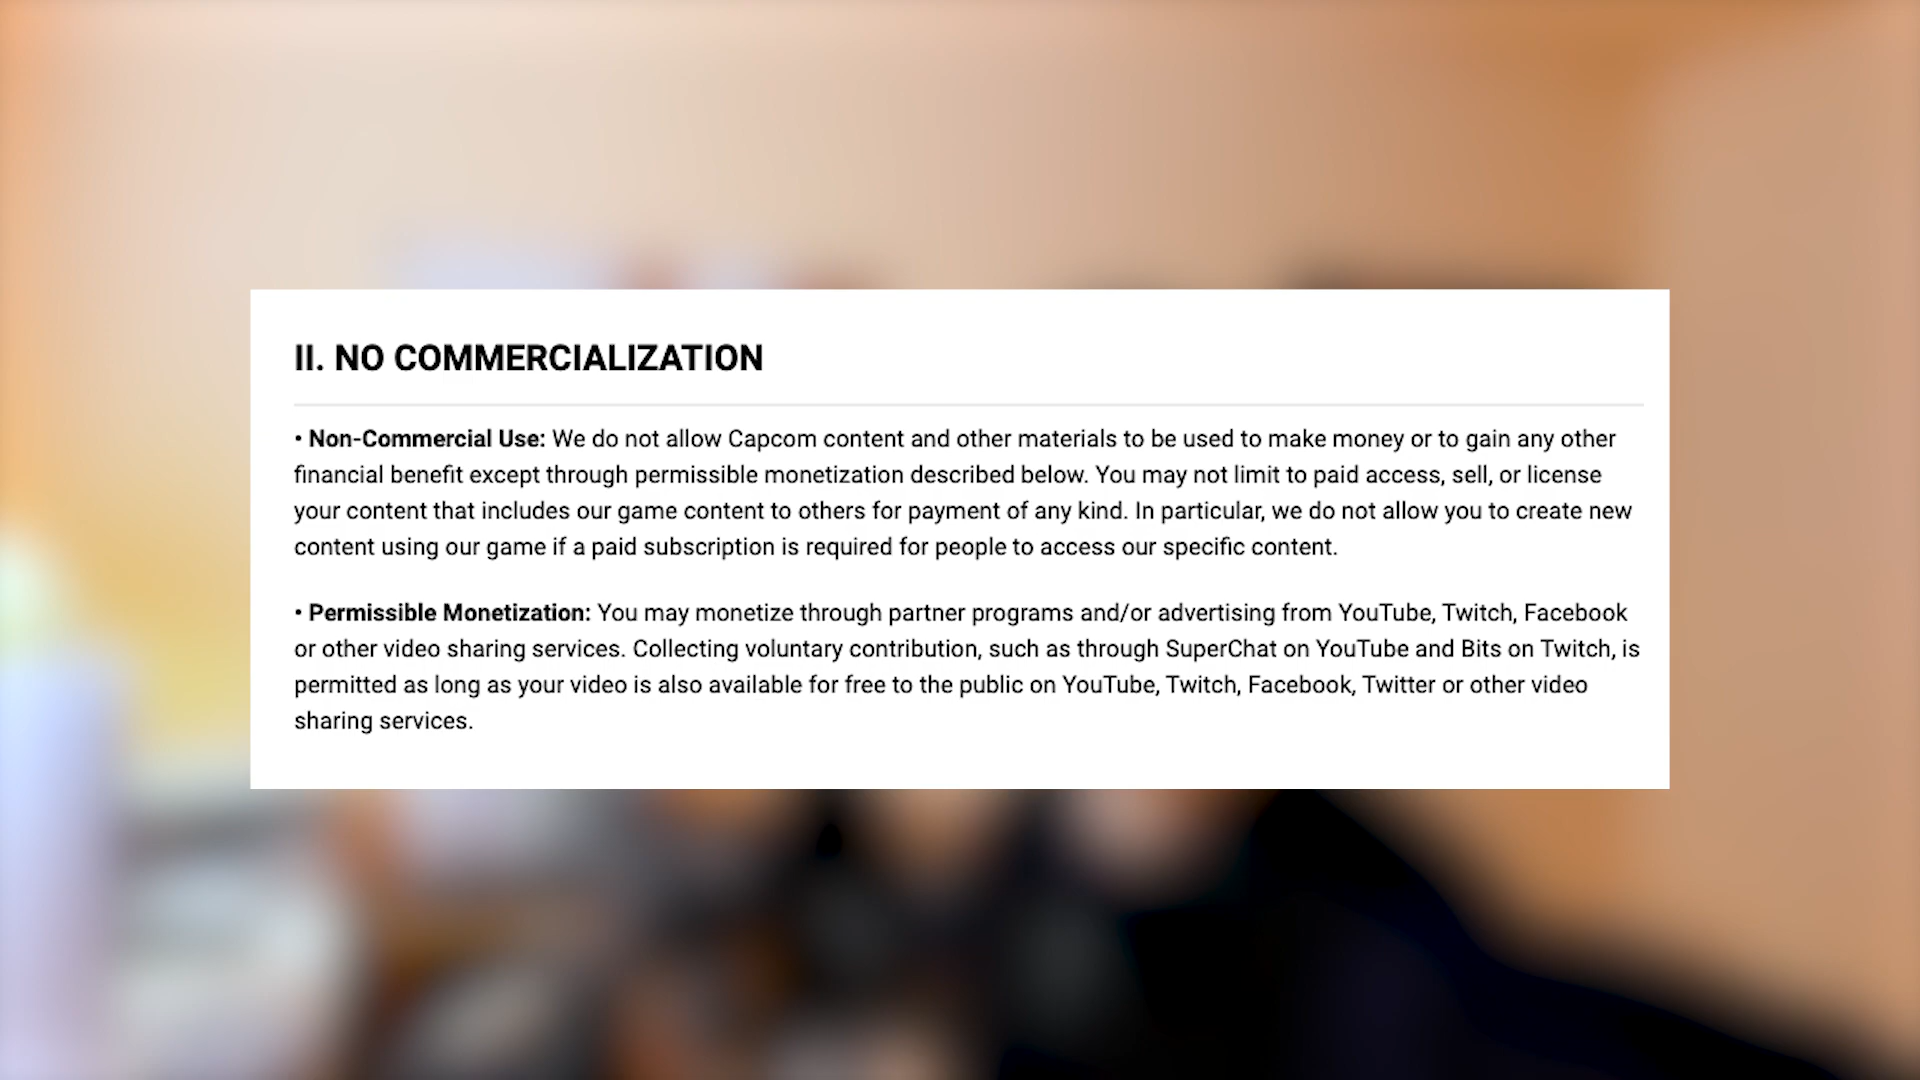 II. NO COMMERCIALIZATION
• Non-Commercial Use: We do not allow Capcom content and other materials to be used to make money or to gain any other
financial benefit except through permissible monetization described below. You may not limit to paid access, sell, or license
your content that includes our game content to others for payment of any kind. In particular, we do not allow you to create new
content using our game if a paid subscription is required for people to access our specific content.
• Permissible Monetization: You may monetize through partner programs and/or advertising from YouTube, Twitch, Facebook
or other video sharing services. Collecting voluntary contribution, such as through SuperChat on YouTube and Bits on Twitch, is
permitted as long as your video is also available for free to the public on YouTube, Twitch, Facebook, Twitter or other video
sharing services.